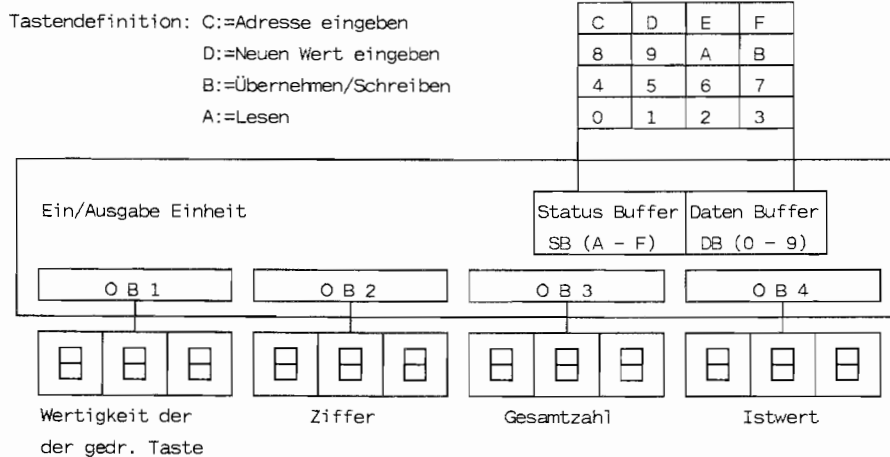 Tastendefinition: C:=Adresse eingeben
D:=Neuen Wert eingeben
B:=Übernehmen/Schreiben
A:=Lesen
C D E F
8 9 A B
4 5 6 7
0 1 2 3
Ein/Ausgabe Einheit
Status Buffer Daten Buffer
SB (A - F) DB (0 - 9)
O B 1 O B 2 O B 3 O B 4
Wertigkeit der Ziffer Gesamtzahl Istwert
der gedr. Taste